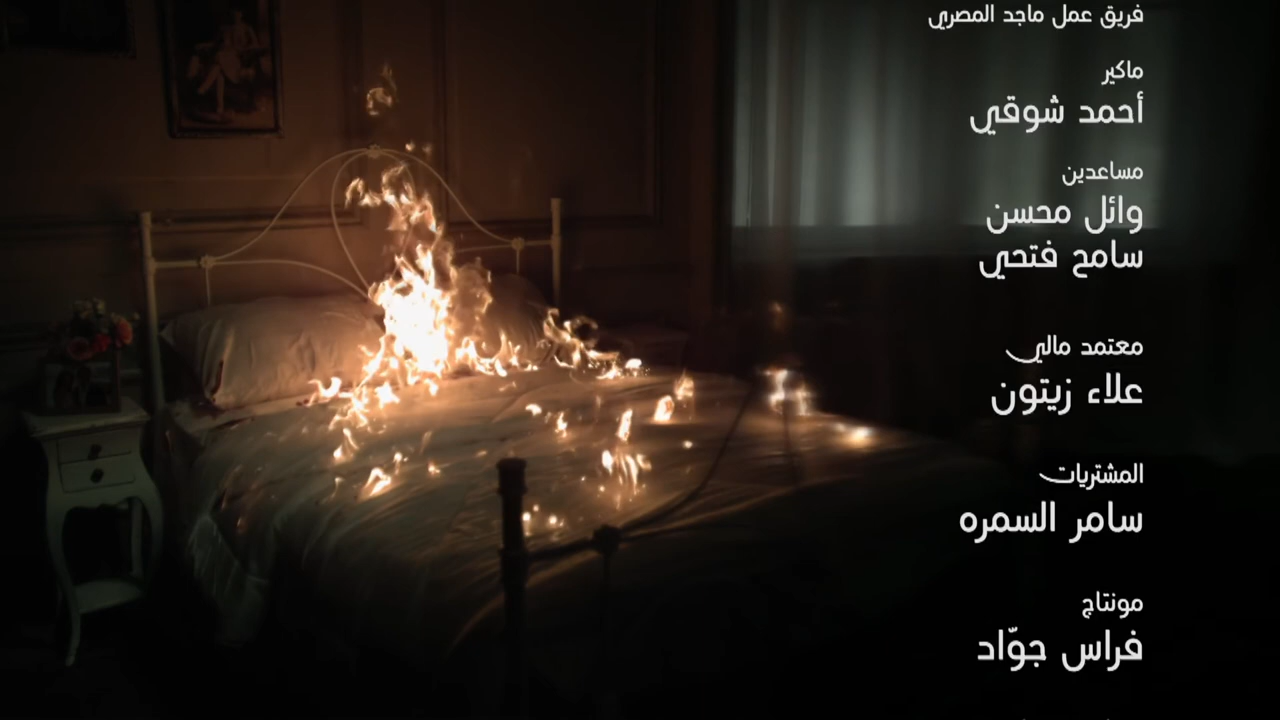 فريق عمل ماجد المصري
ماكير
أحمد شوقي
مساعدين
وائل محسن
سامح فتحي
معتمد مالي
علاء زيتون
المشتريات
سامر السمره
مونتاج
فراس جوّاد